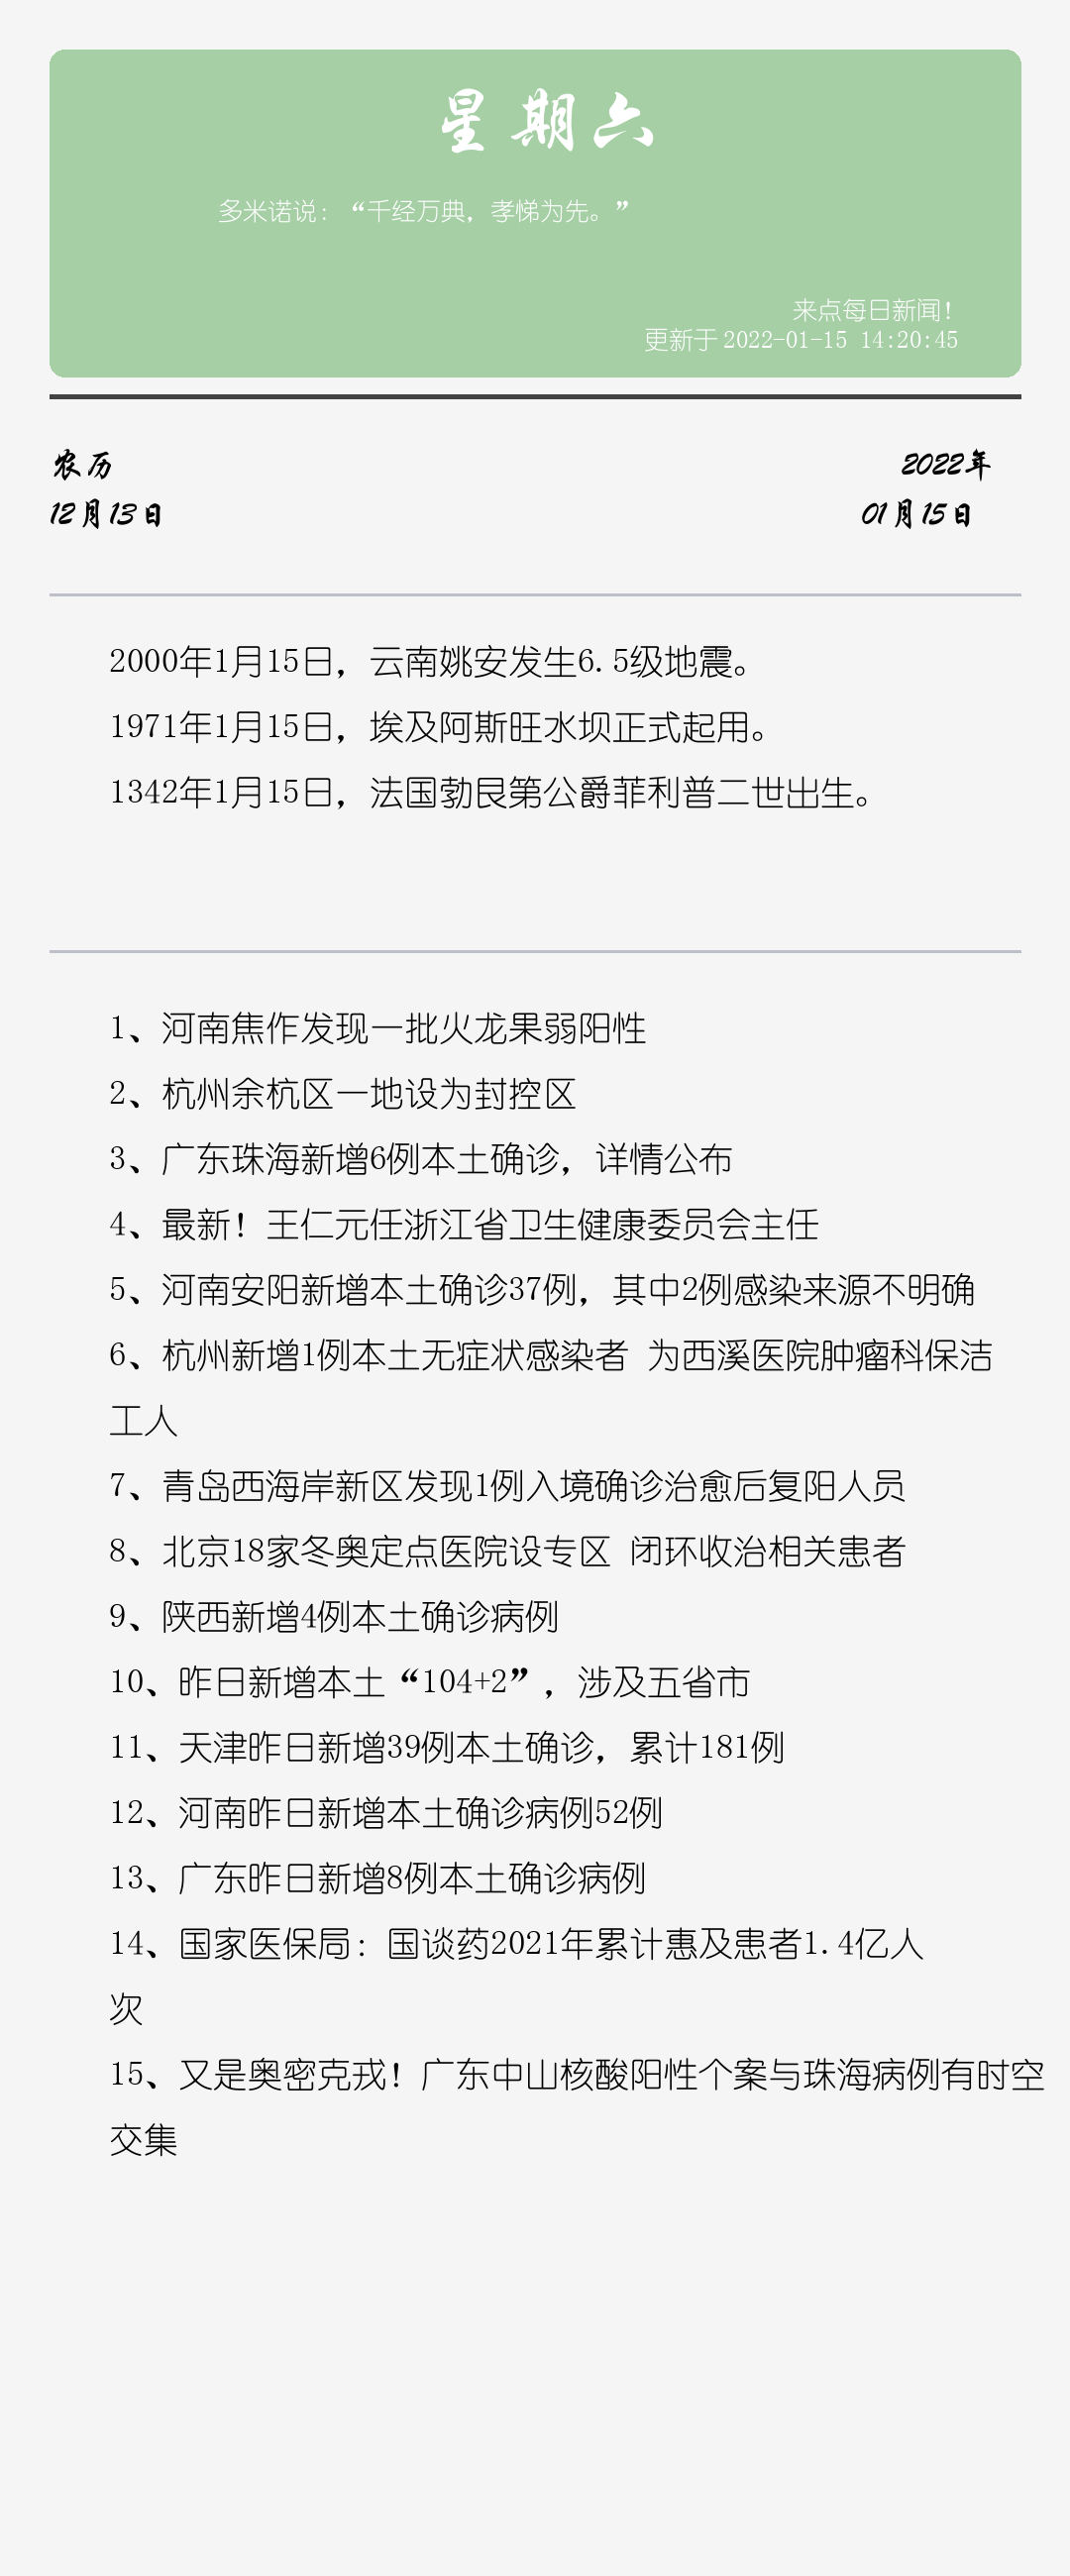 星期六
多米诺说：“千经万典，孝悌为先。”
来点每日新闻！
更新于 2022-01-15 14:20:45
农历
12月13日
2022年
01月15日
2000年1月15日，云南姚安发生6.5级地震。
1971年1月15日，埃及阿斯旺水坝正式起用。
1342年1月15日，法国勃艮第公爵菲利普二世出生。
1、河南焦作发现一批火龙果弱阳性
2、杭州余杭区一地设为封控区
3、广东珠海新增6例本土确诊，详情公布
4、最新！王仁元任浙江省卫生健康委员会主任
5、河南安阳新增本土确诊37例，其中2例感染来源不明确
6、杭州新增1例本土无症状感染者 为西溪医院肿瘤科保洁
工人
7、青岛西海岸新区发现1例入境确诊治愈后复阳人员
8、北京18家冬奥定点医院设专区 闭环收治相关患者
9、陕西新增4例本土确诊病例
10、昨日新增本土“104+2”，涉及五省市
11、天津昨日新增39例本土确诊，累计181例
12、河南昨日新增本土确诊病例52例
13、广东昨日新增8例本土确诊病例
14、国家医保局：国谈药2021年累计惠及患者1.4亿人
次
15、又是奥密克戎！广东中山核酸阳性个案与珠海病例有时空
交集